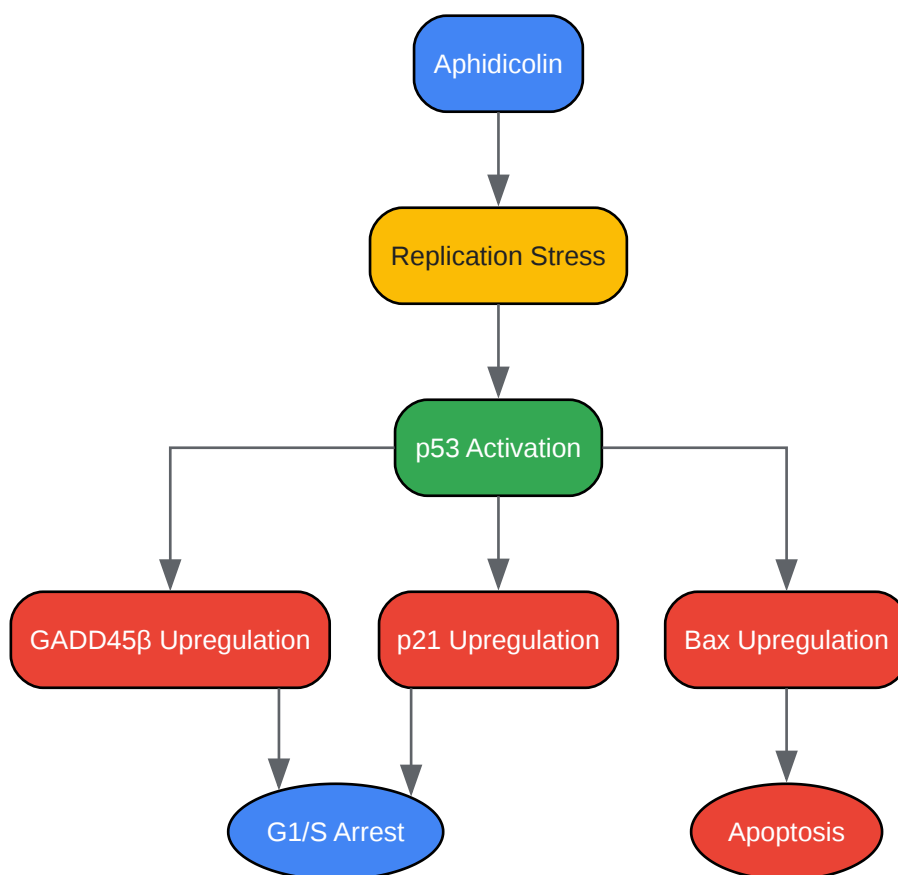 Aphidicolin
Replication Stress
p53 Activation
GADD45β Upregulation
p21 Upregulation
Bax Upregulation
G1/S Arrest
Apoptosis